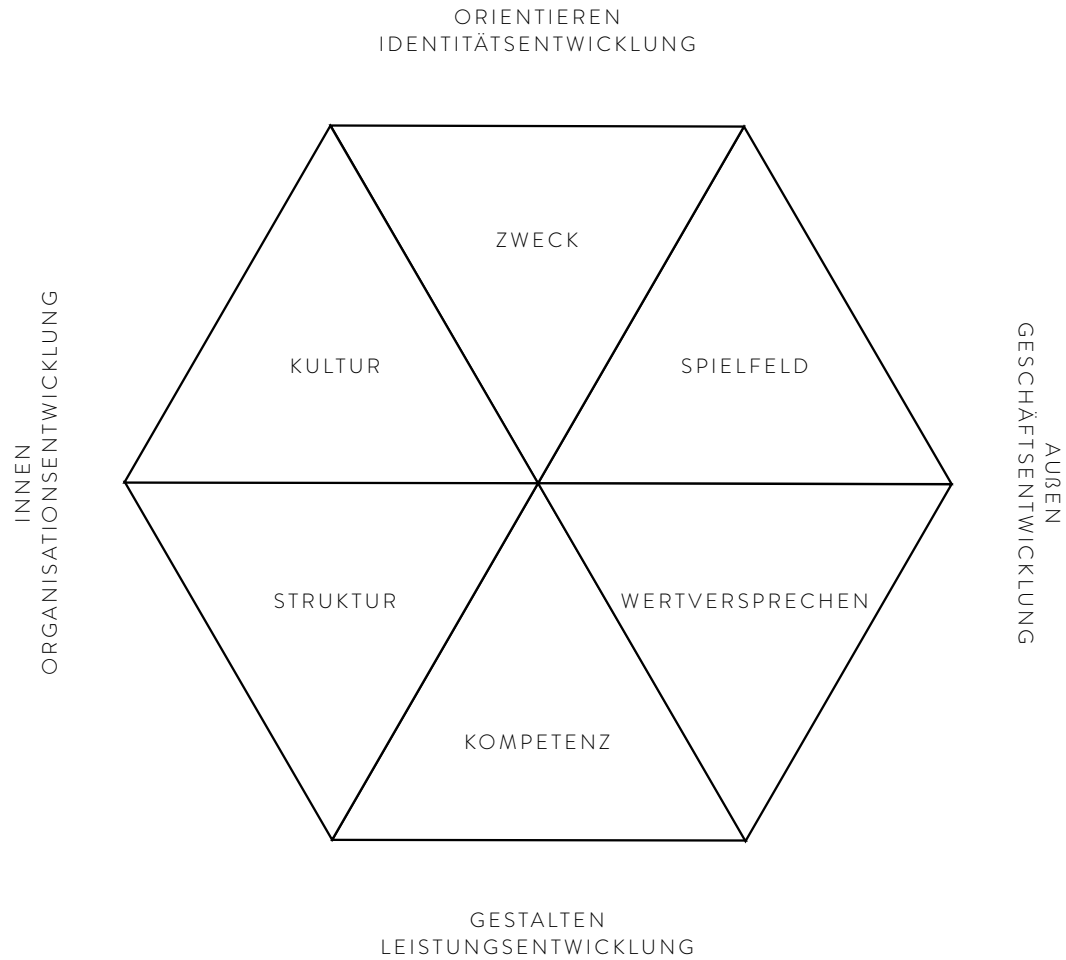 ORIENTIEREN
IDENTITÄTSENTWICKLUNG
ZWECK
KULTUR
SPIELFELD
INNEN
ORGANISATIONSENTWICKLUNG
AUßEN
GESCHÄFTSENTWICKLUNG
STRUKTUR
WERTVERSPRECHEN
KOMPETENZ
GESTALTEN
LEISTUNGSENTWICKLUNG